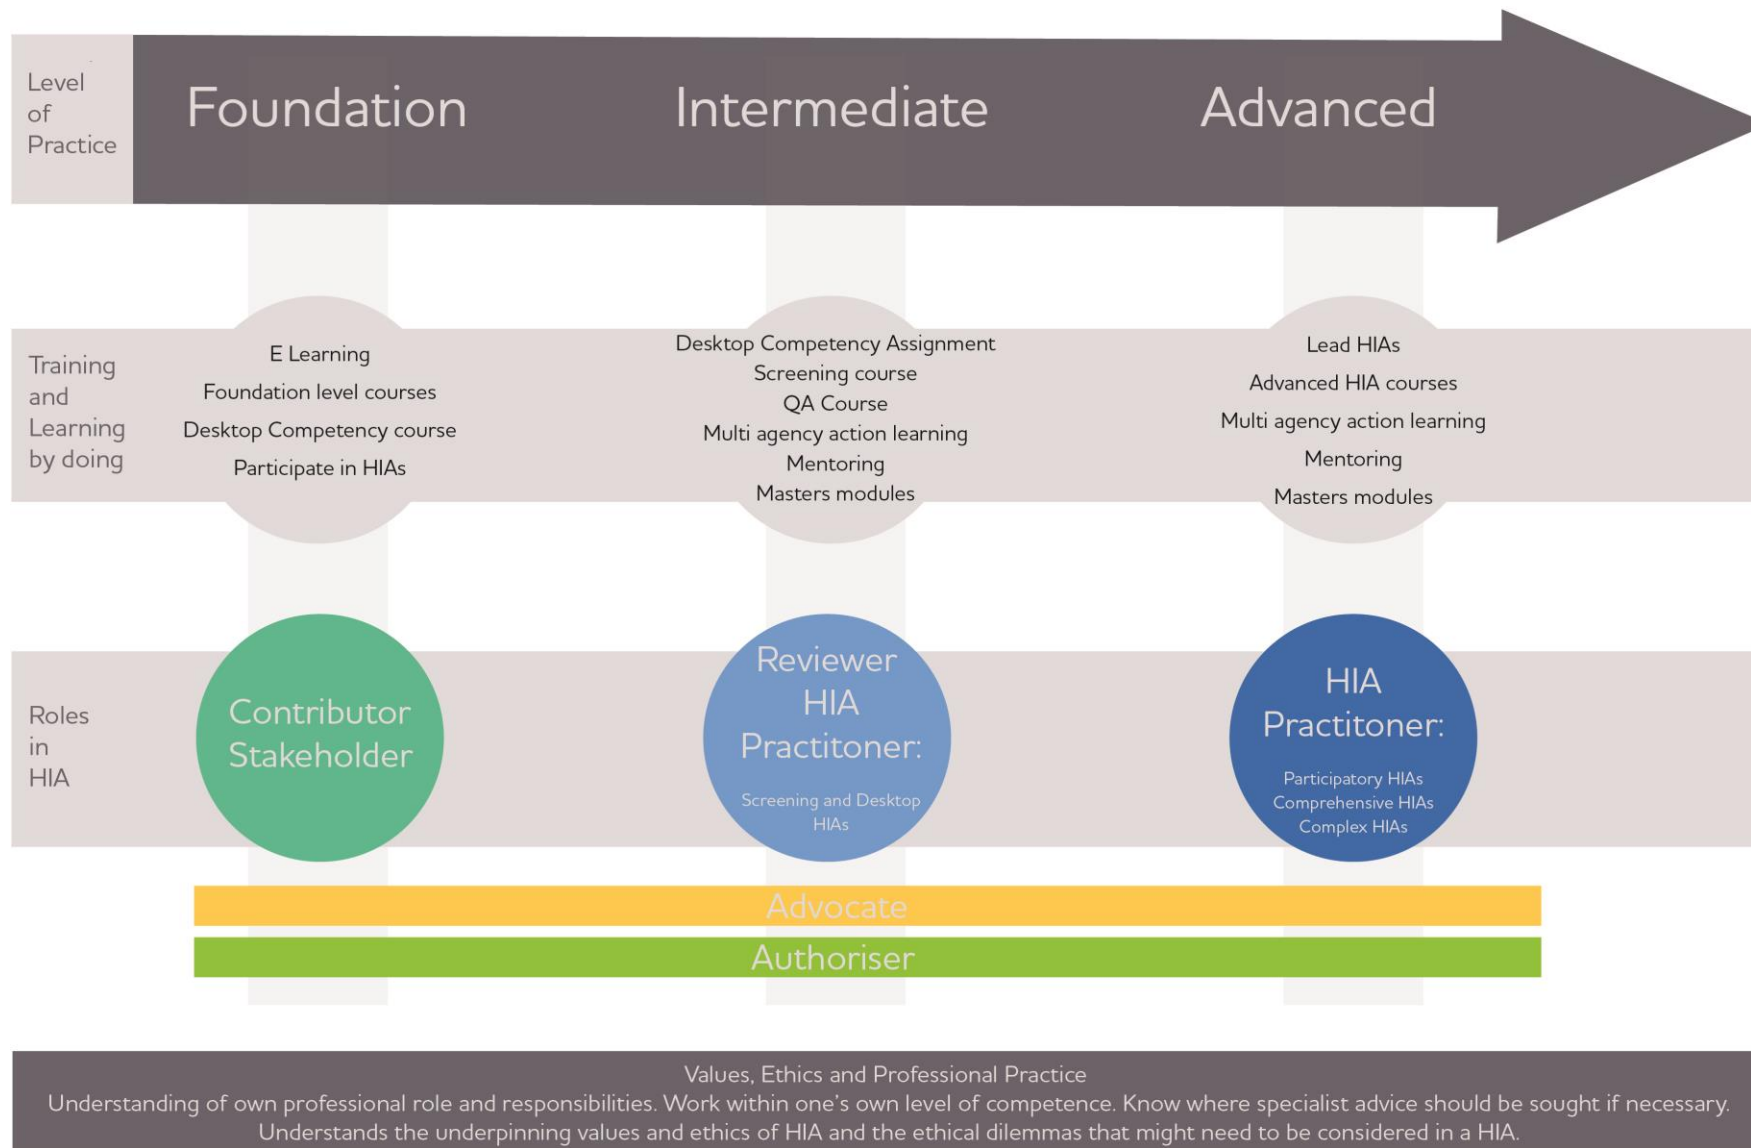 Level
of
Practice
Foundation
Intermediate
Advanced
Training
and
Learning
by doing
E Learning
Foundation level courses
Desktop Competency course
Participate in HIAs
Desktop Competency Assignment
Screening course
QA Course
Multi agency action learning
Mentoring
Masters modules
Lead HIAs
Advanced HIA courses
Multi agency action learning
Mentoring
Masters modules
Roles
in
HIA
Contributor
Stakeholder
Reviewer
HIA
Practitoner:
Screening and Desktop
HIAs
HIA
Practitoner:
Participatory HIAs
Comprehensive HIAs
Complex HIAs
Advocate
Authoriser
Values, Ethics and Professional Practice
Understanding of own professional role and responsibilities. Work within one's own level of competence. Know where specialist advice should be sought if necessary.
Understands the underpinning values and ethics of HIA and the ethical dilemmas that might need to be considered in a HIA.